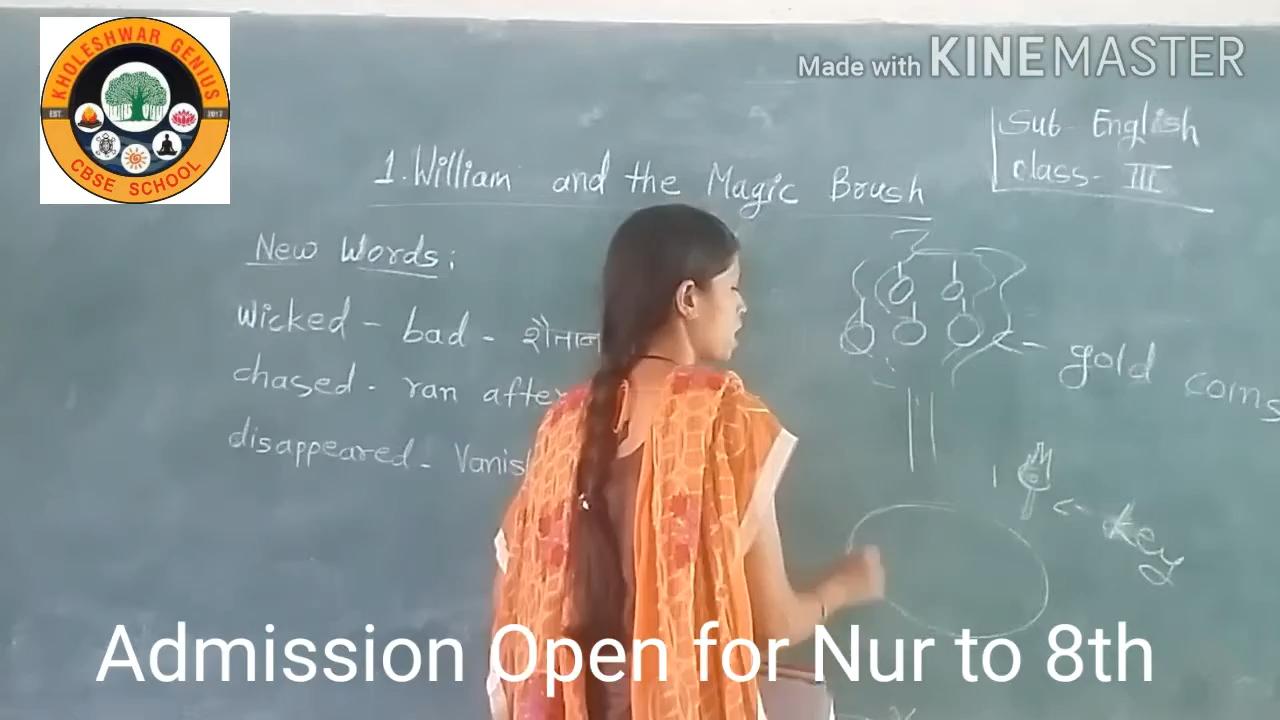 KHOLESHWAR GENIUS
EST. 2017
CBSE SCHOOL
Made with KINEMASTER
Sub- English
Class- III
1. William and the Magic Brush
New Words:
Wicked - bad - शैतान
chased - ran after
disappeared - Vanis
gold coins
key
Admission Open for Nur to 8th